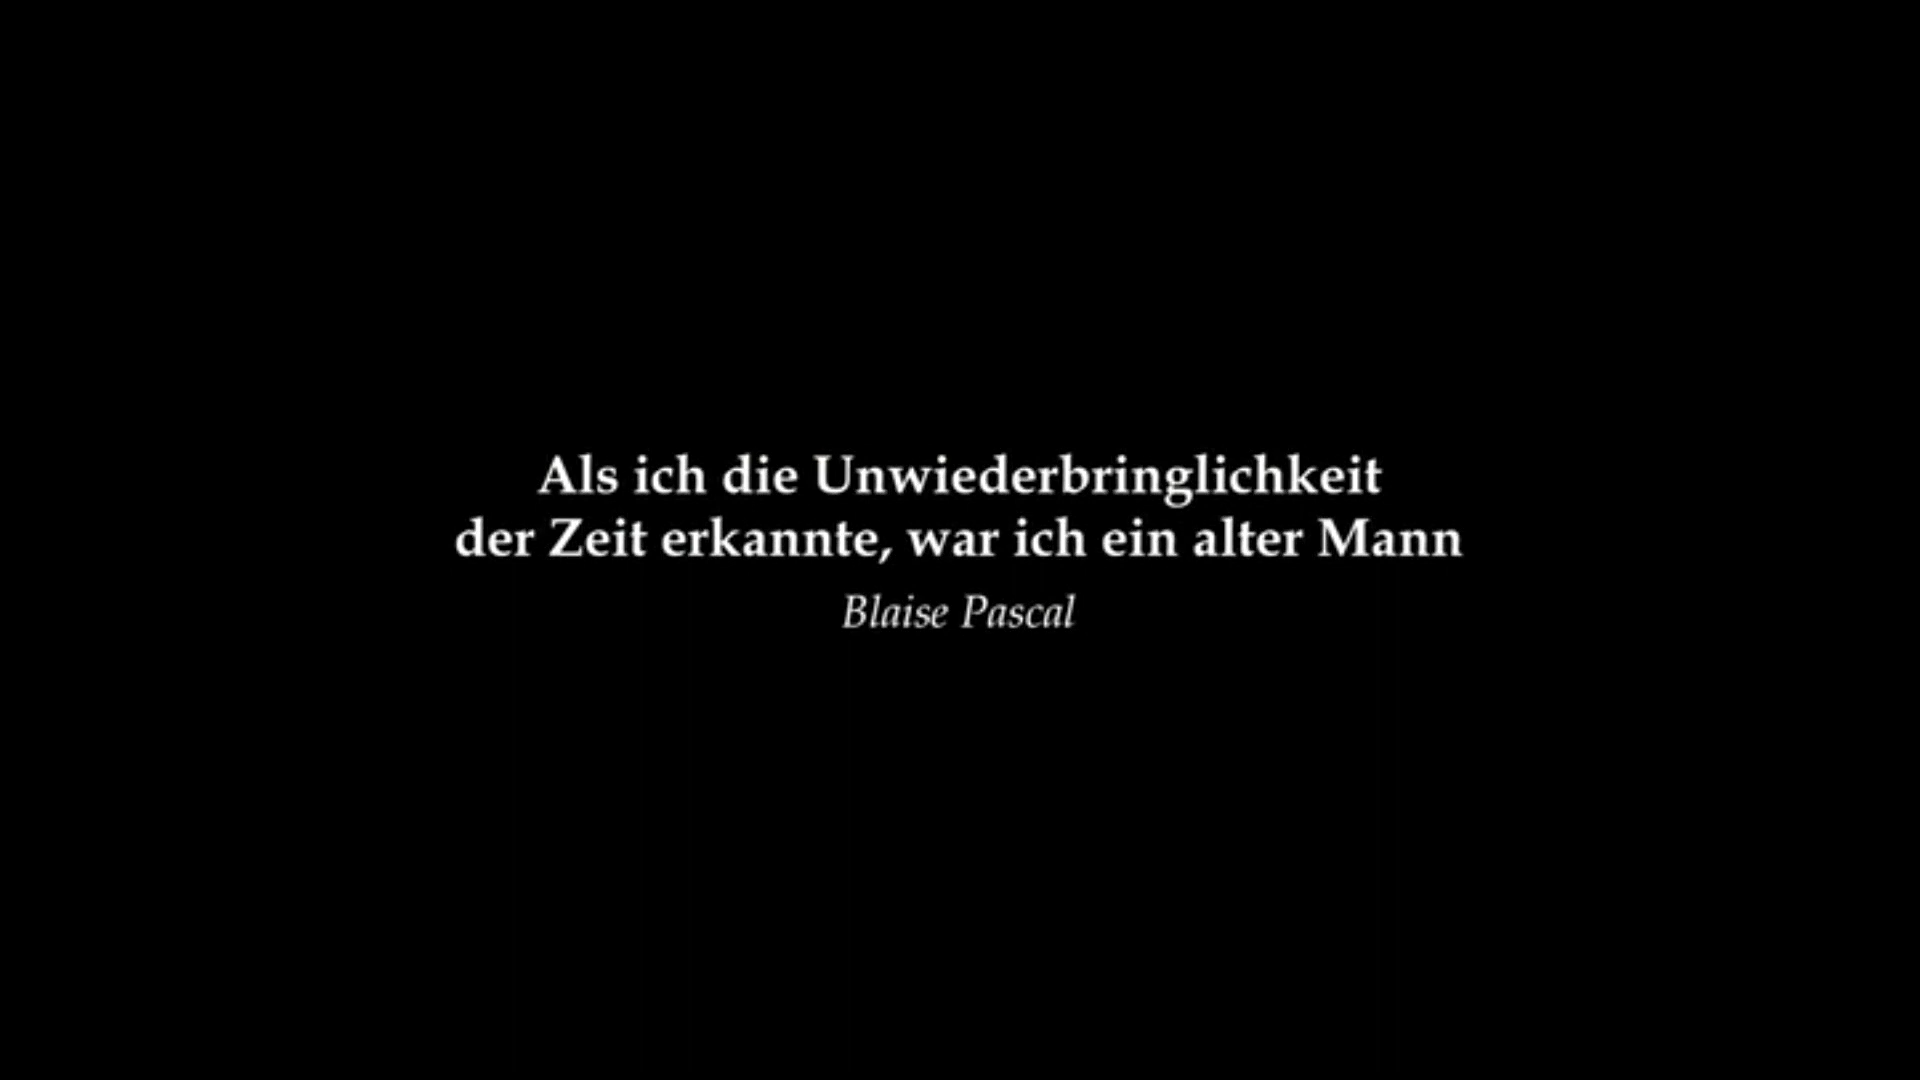 Als ich die Unwiederbringlichkeit
der Zeit erkannte, war ich ein alter Mann
Blaise Pascal